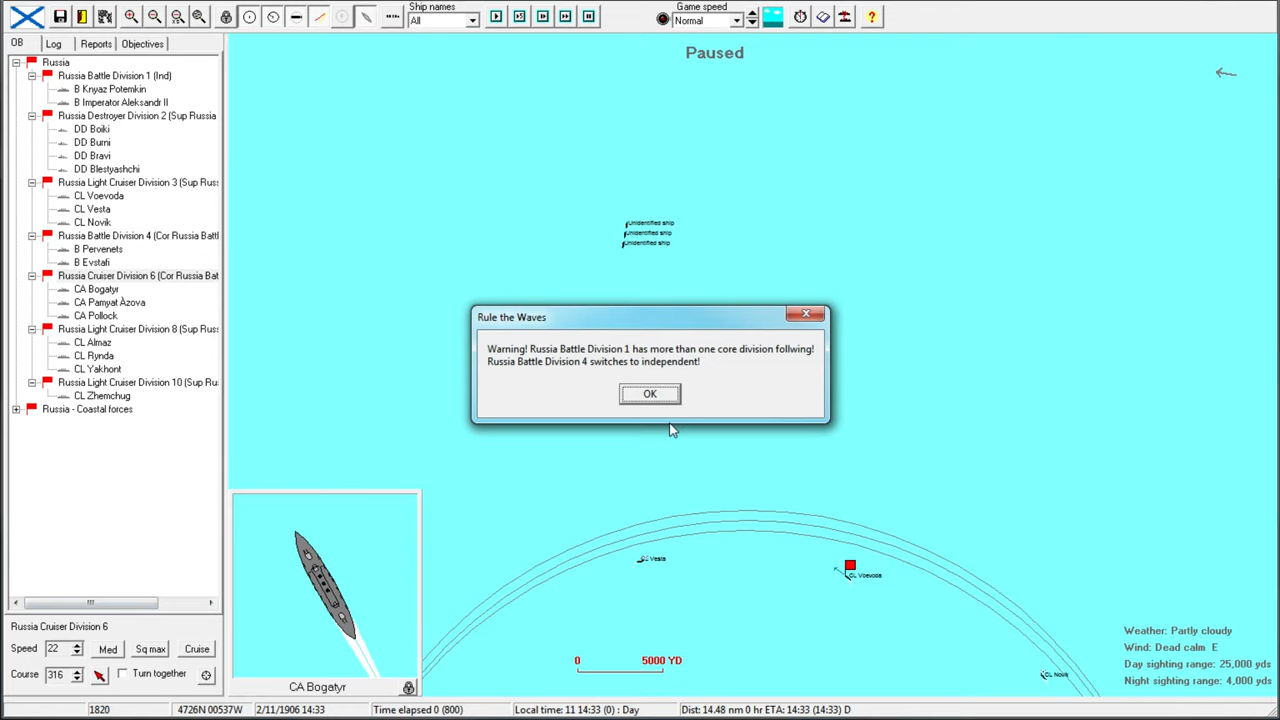 Ship names
All
Game speed
Normal
OB
Log
Reports
Objectives
Paused
Russia
Russia Battle Division 1 (Ind)
B Knyaz Potemkin
B Imperator Aleksandr II
Russia Destroyer Division 2 (Sup Russia
DD Boiki
DD Burni
DD Bravi
DD Blestyashchi
Russia Light Cruiser Division 3 (Sup Rus:
CL Voevoda
CL Vesta
CL Novik
Russia Battle Division 4 (Cor Russia Battl
B Pervenets
B Evstafi
Russia Cruiser Division 6 (Cor Russia Bat
CA Bogatyr
CA Pamyat Àzova
CA Pollock
Russia Light Cruiser Division 8 (Sup Rus:
CL Almaz
CL Rynda
CL Yakhont
Russia Light Cruiser Division 10 (Sup Rus
CL Zhemchug
Russia - Coastal forces
Unidentified ship
Unidentified ship
Unidentified ship
Rule the Waves
Warning! Russia Battle Division 1 has more than one core division follwing!
Russia Battle Division 4 switches to independent!
OK
CL Vesta
CL Voevoda
CL Novik
0 5000 YD
Weather: Partly cloudy
Wind: Dead calm E
Day sighting range: 25,000 yds
Night sighting range: 4,000 yds
Russia Cruiser Division 6
Speed 22 Med Sq max Cruise
Course 316 Turn together
CA Bogatyr
1820
4726N 00537W
2/11/1906 14:33
Time elapsed 0 (800)
Local time: 11 14:33 (0) : Day
Dist: 14.48 nm 0 hr ETA: 14:33 (14:33) D